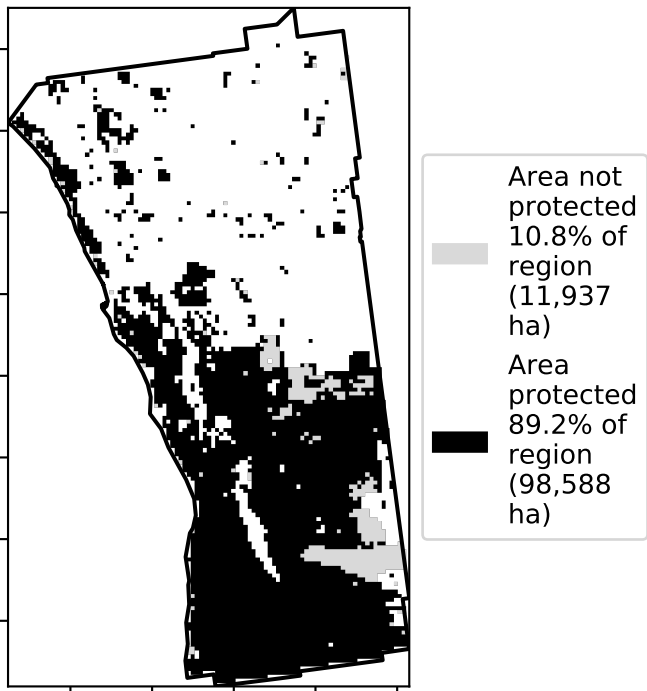 Area not
protected
10.8% of
region
(11,937
ha)
Area
protected
89.2% of
region
(98,588
ha)